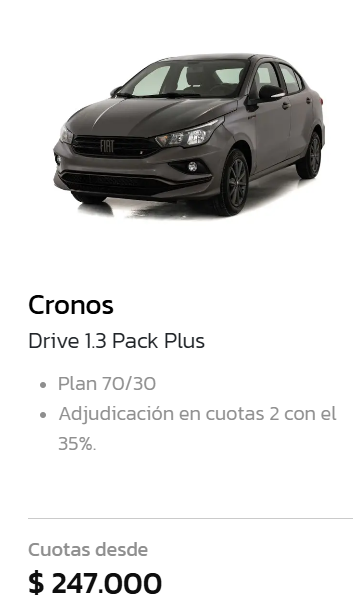 FIAT
Cronos
Drive 1.3 Pack Plus
• Plan 70/30
• Adjudicación en cuotas 2 con el
35%.
Cuotas desde
$ 247.000